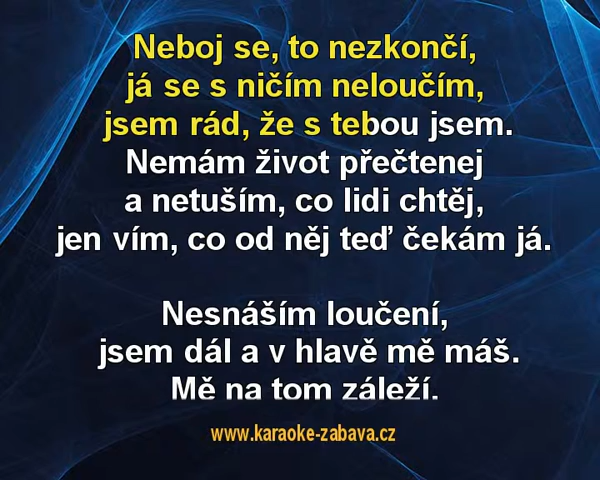 Neboj se, to nezkončí,
já se s ničím neloučím,
jsem rád, že s tebou jsem.
Nemám život přečtenej
a netuším, co lidi chtěj,
jen vím, co od něj teď čekám já.
Nesnáším loučení,
jsem dál a v hlavě mě máš.
Mě na tom záleží.
www.karaoke-zabava.cz